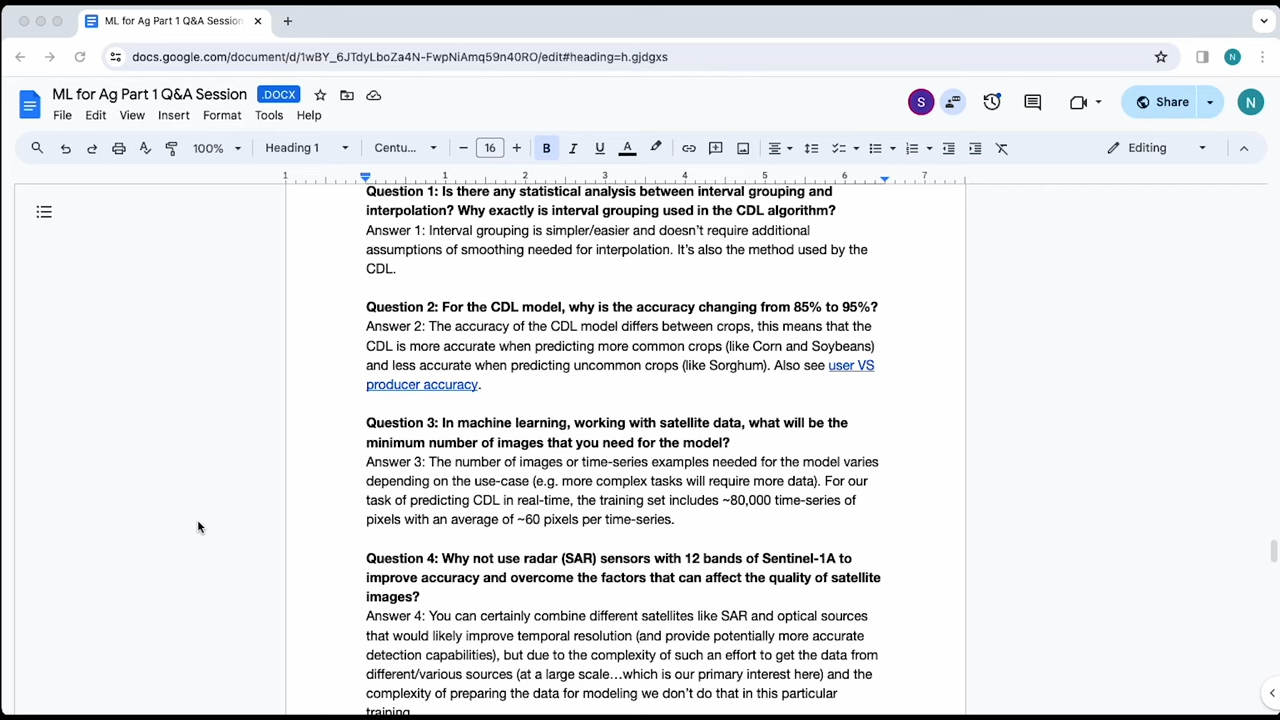 ML for Ag Part 1 Q&A Session
docs.google.com/document/d/1wBY_6JTdyLboZa4N-FwpNiAmq59n40RO/edit#heading=h.gjdgxs
N
ML for Ag Part 1 Q&A Session
.DOCX
File Edit View Insert Format Tools Help
S
Share
N
100%
Heading 1
Centu...
16
B I U A
Editing
1 1 2 3 4 5 6 7
Question 1: Is there any statistical analysis between interval grouping and
interpolation? Why exactly is interval grouping used in the CDL algorithm?
Answer 1: Interval grouping is simpler/easier and doesn't require additional
assumptions of smoothing needed for interpolation. It's also the method used by the
CDL.
Question 2: For the CDL model, why is the accuracy changing from 85% to 95%?
Answer 2: The accuracy of the CDL model differs between crops, this means that the
CDL is more accurate when predicting more common crops (like Corn and Soybeans)
and less accurate when predicting uncommon crops (like Sorghum). Also see user VS
producer accuracy.
Question 3: In machine learning, working with satellite data, what will be the
minimum number of images that you need for the model?
Answer 3: The number of images or time-series examples needed for the model varies
depending on the use-case (e.g. more complex tasks will require more data). For our
task of predicting CDL in real-time, the training set includes ~80,000 time-series of
pixels with an average of ~60 pixels per time-series.
Question 4: Why not use radar (SAR) sensors with 12 bands of Sentinel-1A to
improve accuracy and overcome the factors that can affect the quality of satellite
images?
Answer 4: You can certainly combine different satellites like SAR and optical sources
that would likely improve temporal resolution (and provide potentially more accurate
detection capabilities), but due to the complexity of such an effort to get the data from
different/various sources (at a large scale…which is our primary interest here) and the
complexity of preparing the data for modeling we don't do that in this particular
training.